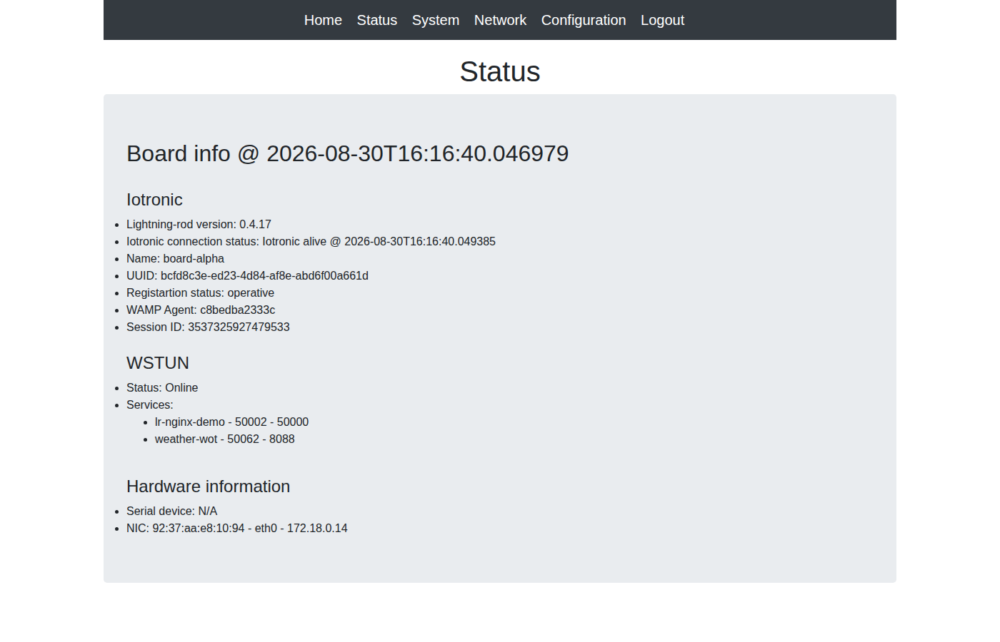 Home Status System Network Configuration Logout
Status
Board info @ 2026-08-30T16:16:40.046979
Iotronic
Lightning-rod version: 0.4.17
Iotronic connection status: Iotronic alive @ 2026-08-30T16:16:40.049385
Name: board-alpha
UUID: bcfd8c3e-ed23-4d84-af8e-abd6f00a661d
Registartion status: operative
WAMP Agent: c8bedba2333c
Session ID: 3537325927479533
WSTUN
Status: Online
Services:
lr-nginx-demo - 50002 - 50000
weather-wot - 50062 - 8088
Hardware information
Serial device: N/A
NIC: 92:37:aa:e8:10:94 - eth0 - 172.18.0.14